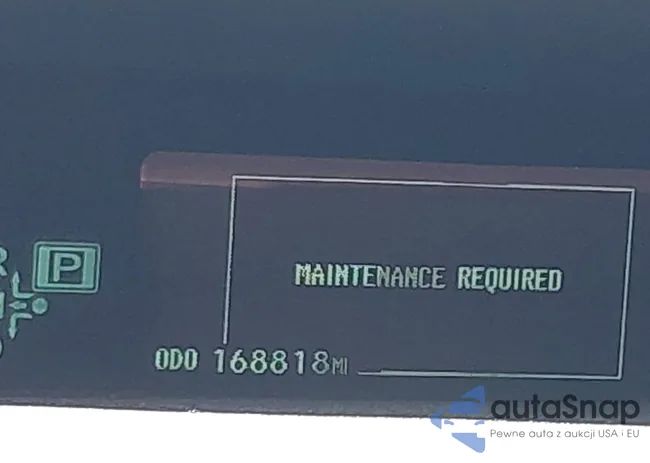 R
P
MAINTENANCE REQUIRED
ODO 168818MI
autaSnap
Pewne auta z aukcji USA i EU